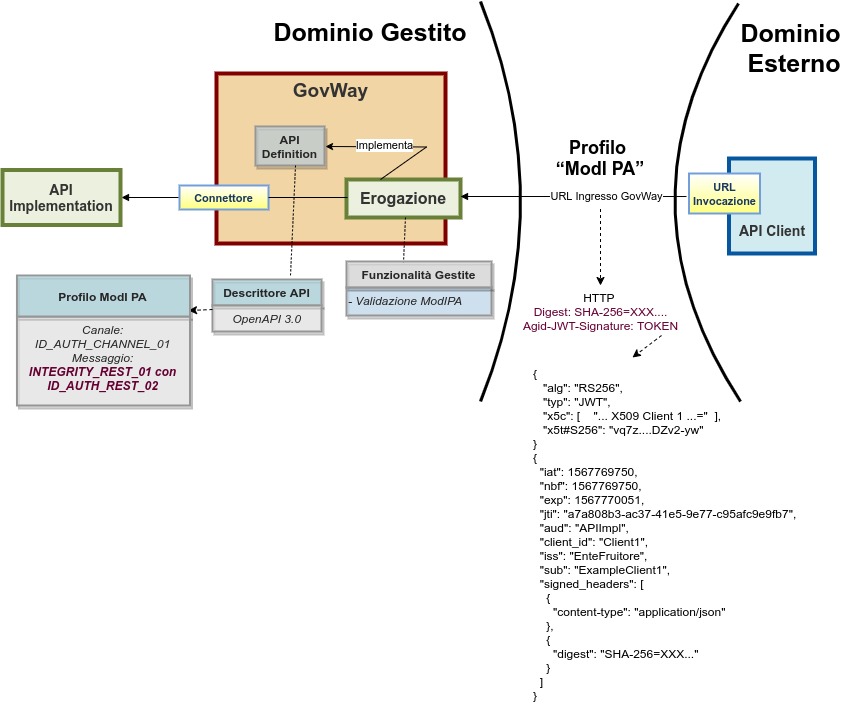 Dominio Gestito
Dominio
Esterno
GovWay
API
Definition
Implementa
Profilo
“ModI PA”
API
Implementation
Connettore
Erogazione
URL Ingresso GovWay
URL
Invocazione
API Client
Profilo ModI PA
Canale:
ID_AUTH_CHANNEL_01
Messaggio:
INTEGRITY_REST_01 con
ID_AUTH_REST_02
Descrittore API
OpenAPI 3.0
Funzionalità Gestite
- Validazione ModIPA
HTTP
Digest: SHA-256=XXX....
Agid-JWT-Signature: TOKEN
{
"alg": "RS256",
"typ": "JWT",
"x5c": [ "... X509 Client 1 ...=" ],
"x5t#S256": "vq7z....DZv2-yw"
}
{
"iat": 1567769750,
"nbf": 1567769750,
"exp": 1567770051,
"jti": "a7a808b3-ac37-41e5-9e77-c95afc9e9fb7",
"aud": "APIImpl",
"client_id": "Client1",
"iss": "EnteFruitore",
"sub": "ExampleClient1",
"signed_headers": [
{
"content-type": "application/json"
},
{
"digest": "SHA-256=XXX..."
}
]
}